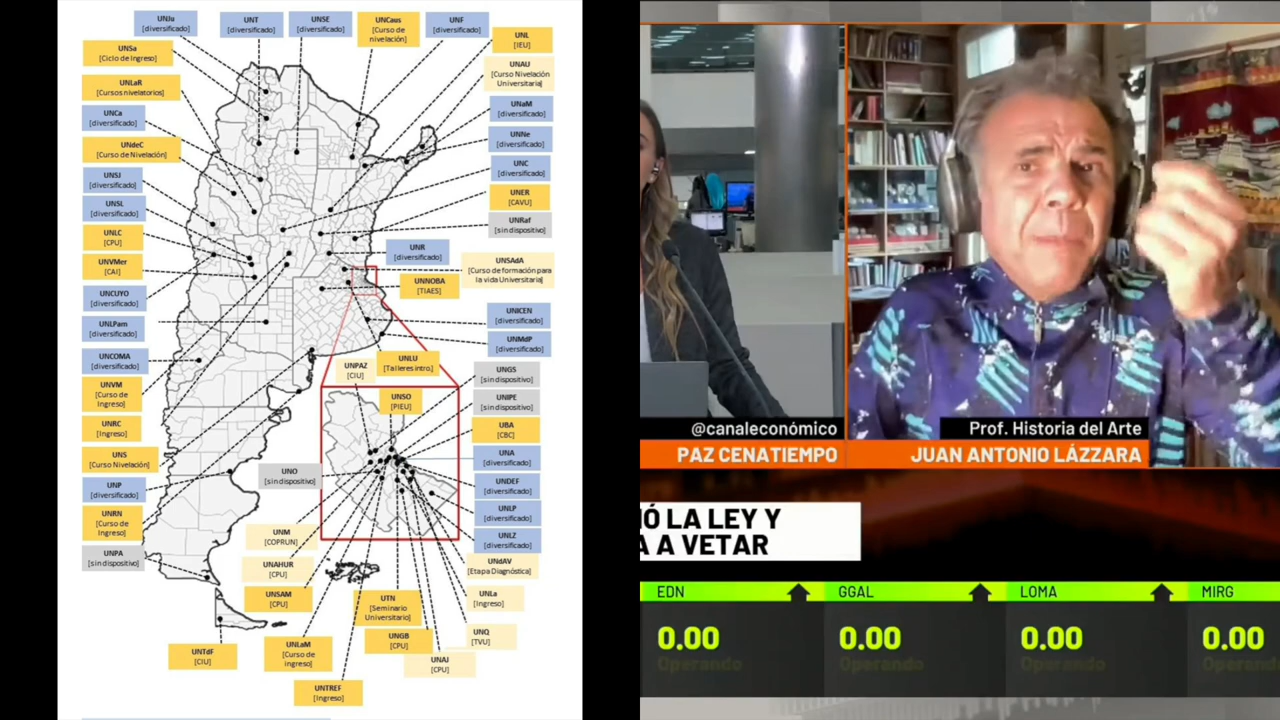 UNJu
[diversificado]
UNT
[diversificado]
UNSE
[diversificado]
UNCaus
[Curso de
nivelación]
UNF
[diversificado]
UNL
[IEU]
UNSa
[Ciclo de Ingreso]
UNAU
[Curso Nivelación
Universitaria]
UNLaR
[Cursos nivelatorios]
UNaM
[diversificado]
UNCa
[diversificado]
UNNe
[diversificado]
UNdeC
[Curso de Nivelación]
UNC
[diversificado]
UNSJ
[diversificado]
UNER
[CAVU]
UNSL
[diversificado]
UNRaf
[sin dispositivo]
UNLC
[CPU]
UNR
[diversificado]
UNVMer
[CAI]
UNSAdA
[Curso de formación para
la vida Universitaria]
UNNOBA
[TIAES]
UNCUYO
[diversificado]
UNICEN
[diversificado]
UNLPam
[diversificado]
UNMdP
[diversificado]
UNCOMA
[diversificado]
UNPAZ
[CIU]
UNLU
[Talleres intro.]
UNGS
[sin dispositivo]
UNVM
[Curso de
Ingreso]
UNSO
[PIEU]
UNIPE
[sin dispositivo]
UNRC
[Ingreso]
UBA
[CBC]
UNS
[Curso Nivelación]
UNA
[diversificado]
UNO
[sin dispositivo]
UNP
[diversificado]
UNDEF
[diversificado]
UNRN
[Curso de
Ingreso]
UNLP
[diversificado]
UNM
[COPRUN]
UNLZ
[diversificado]
UNPA
[sin dispositivo]
UNAHUR
[CPU]
UNdAV
[Etapa Diagnóstica]
UNSAM
[CPU]
UTN
[Seminario
Universitario]
UNLa
[Ingreso]
UNGB
[CPU]
UNQ
[TVU]
UNTdF
[CIU]
UNLaM
[Curso de
ingreso]
UNAJ
[CPU]
UNTREF
[Ingreso]
@canaleconómico
PAZ CENATIEMPO
Prof. Historia del Arte
JUAN ANTONIO LÁZZARA
IÓ LA LEY Y
A A VETAR
EDN
GGAL
LOMA
MIRG
0.00
0.00
0.00
0.00
Operando
Operando
Operando
Operando